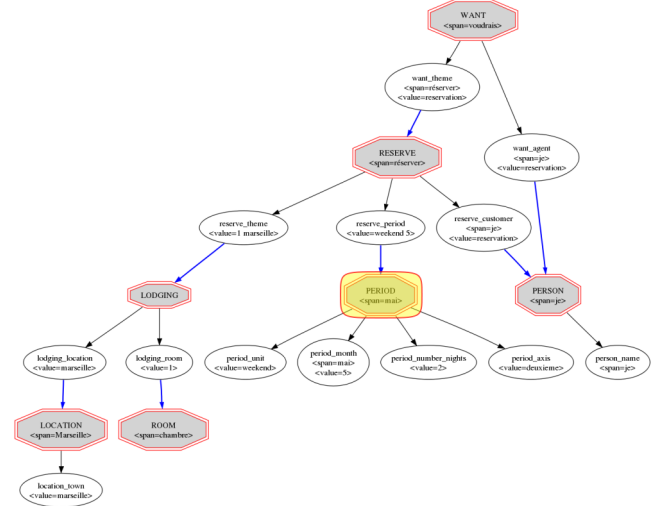 WANT
<span=voudrais>
want_theme
<span=réserver>
<value=reservation>
want_agent
<span=je>
<value=reservation>
RESERVE
<span=réserver>
reserve_theme
<value=1 marseille>
reserve_period
<value=weekend 5>
reserve_customer
<span=je>
<value=reservation>
LODGING
PERIOD
<span=mai>
PERSON
<span=je>
lodging_location
<value=marseille>
lodging_room
<value=1>
period_unit
<value=weekend>
period_month
<span=mai>
<value=5>
period_number_nights
<value=2>
period_axis
<value=deuxieme>
person_name
<span=je>
LOCATION
<span=Marseille>
ROOM
<span=chambre>
location_town
<value=marseille>